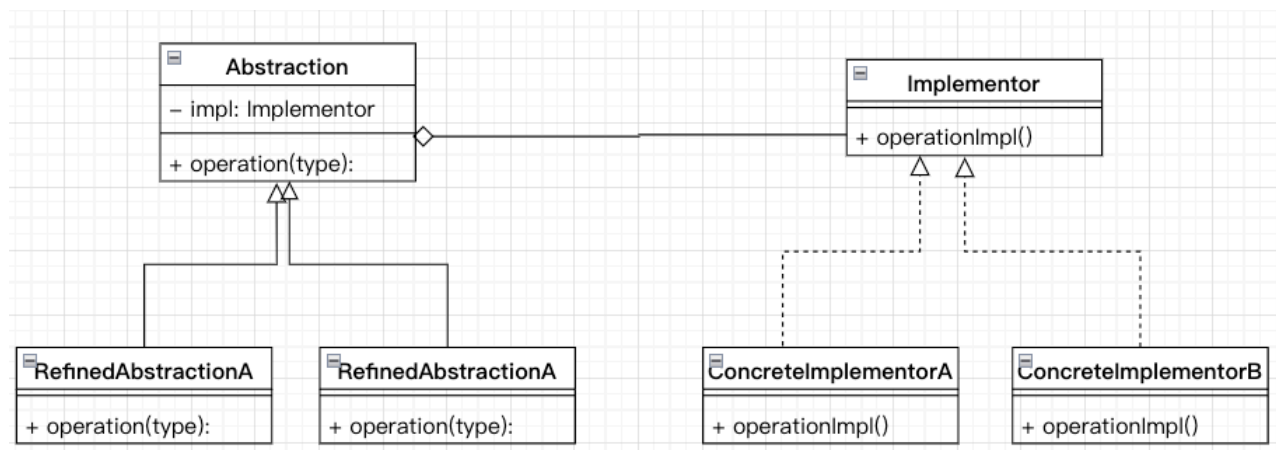 Abstraction
– impl: Implementor
+ operation(type):
Implementor
+ operationImpl()
RefinedAbstractionA
+ operation(type):
RefinedAbstractionA
+ operation(type):
ConcreteImplementorA
+ operationImpl()
ConcreteImplementorB
+ operationImpl()